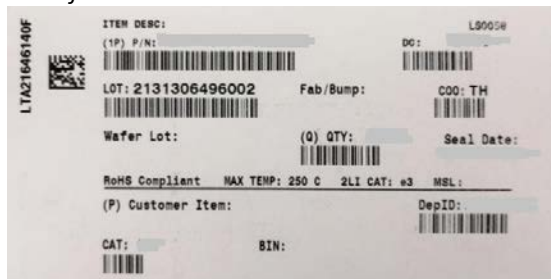 LTA21646140F
ITEM DESC:
(1P) P/N:
DC:
LOT: 2131306496002
Fab/Bump:
COO: TH
Wafer Lot:
(Q) QTY:
Seal Date:
RoHS Compliant MAX TEMP: 250 C 2LI CAT: e3 MSL:
(P) Customer Item:
DepID:
CAT:
BIN: